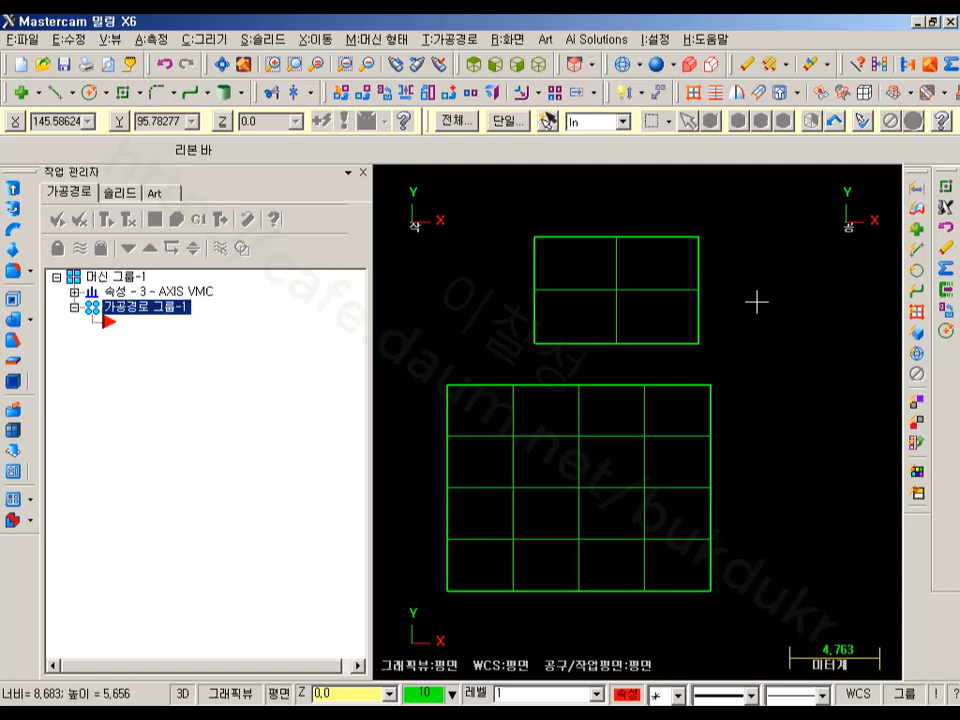 Mastercam 밀링 X6
F:파일 E:수정 V:뷰 A:측정 C:그리기 S:솔리드 X:이동 M:머신 형태 T:가공경로 R:화면 Art Ai Solutions I:설정 H:도움말
X 145.58624 Y 95.78277 Z 0.0 전체... 단일... In
리본 바
작업 관리자
가공경로 솔리드 Art
G1
머신 그룹-1
속성 - 3 - AXIS VMC
가공경로 그룹-1
Y Y
X X
작 공
이철성
http://cafe.daum.net/bukdukr
Y
X
4.763
미터계
그래픽뷰:평면 WCS:평면 공구/작업평면:평면
너비= 8,683; 높이= 5,656 3D 그래픽뷰 평면 Z 0,0 10 레벨 1 속성 WCS 그룹 ! ?